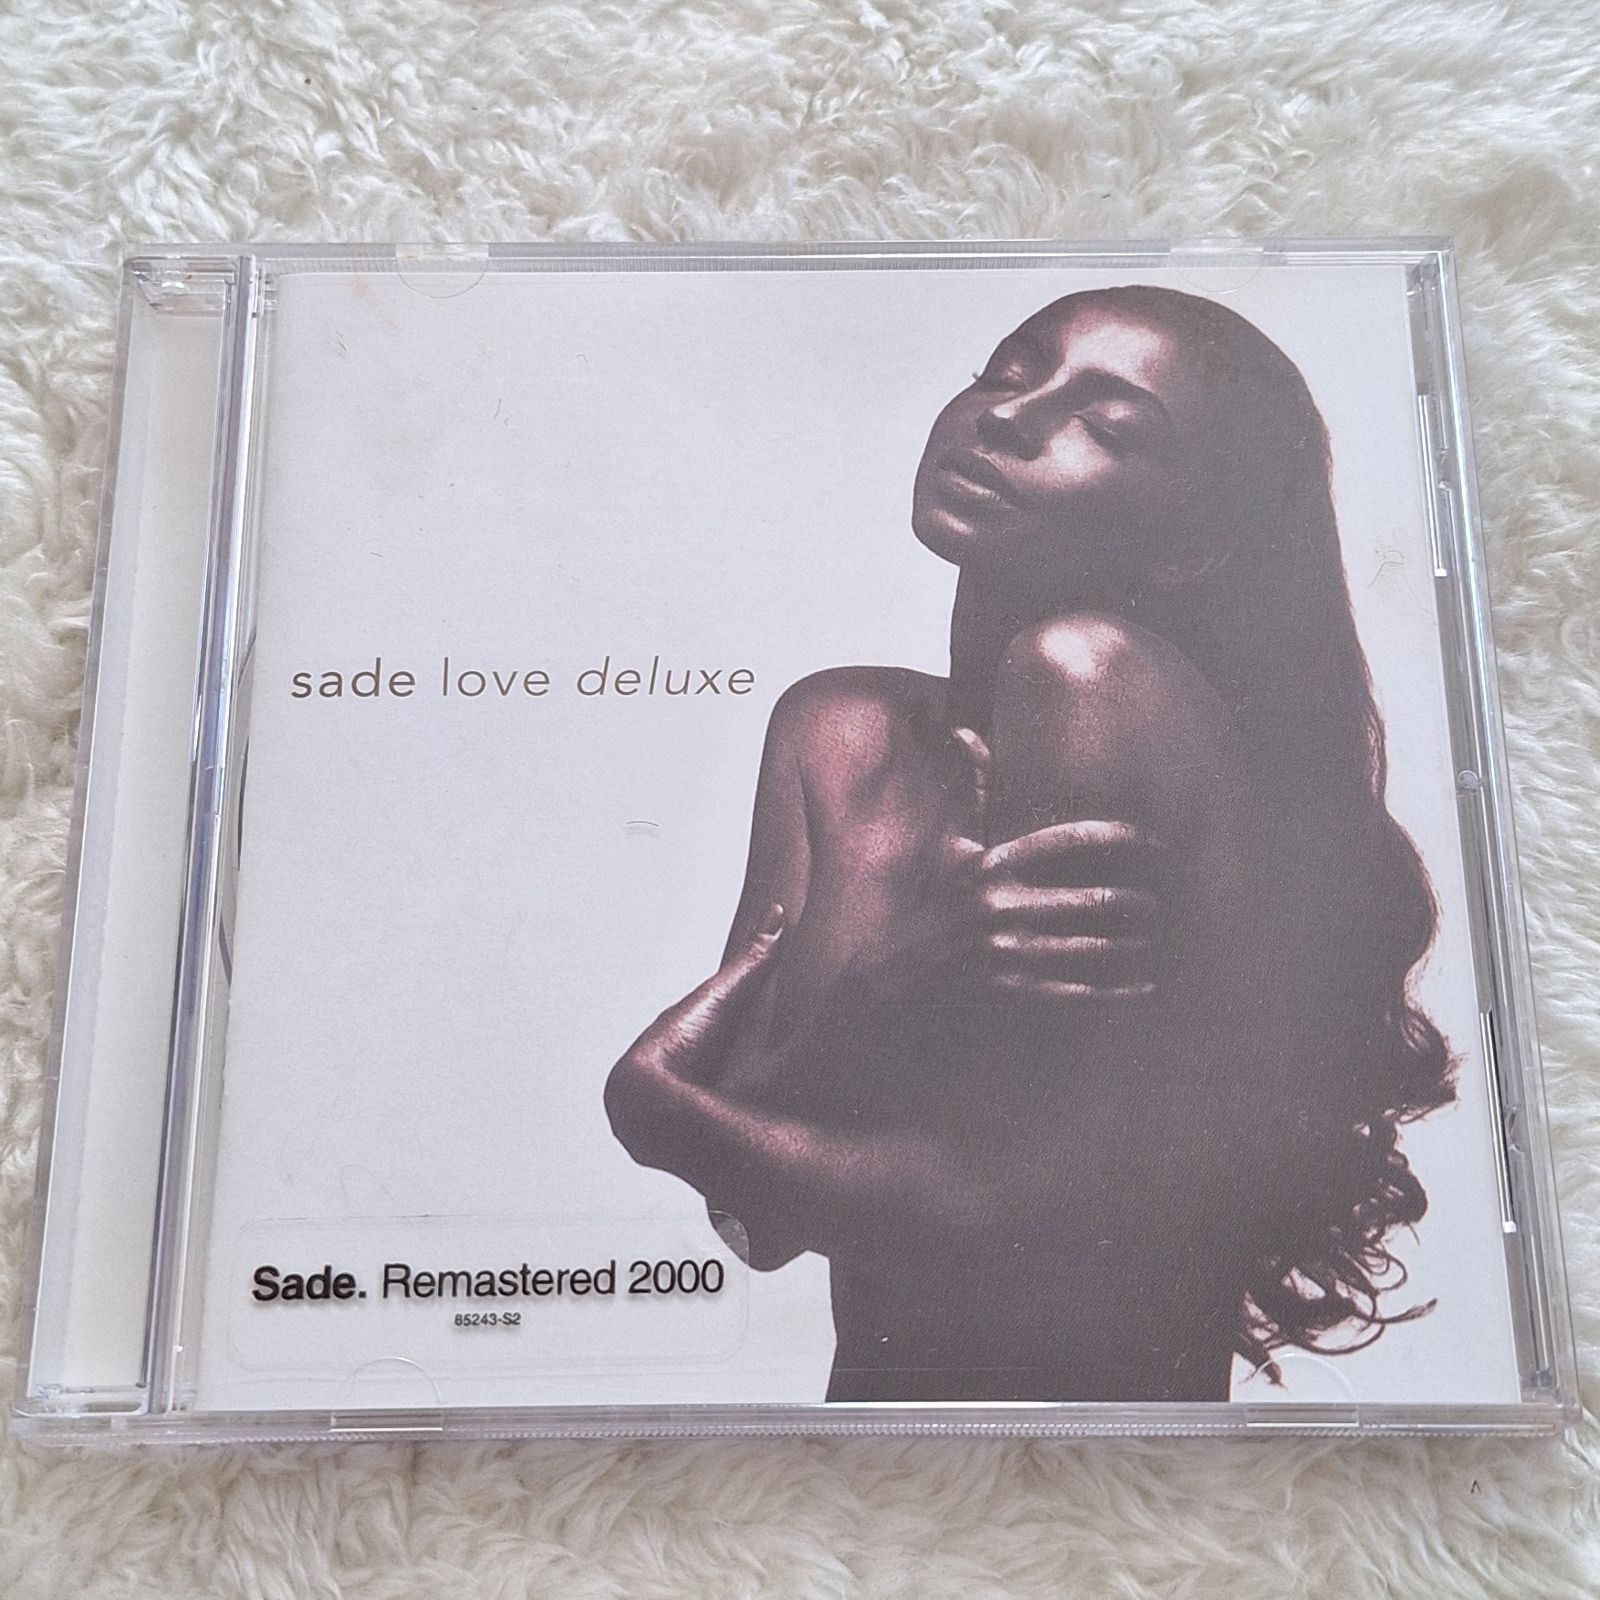 sade love deluxe
Sade. Remastered 2000
85243-S2